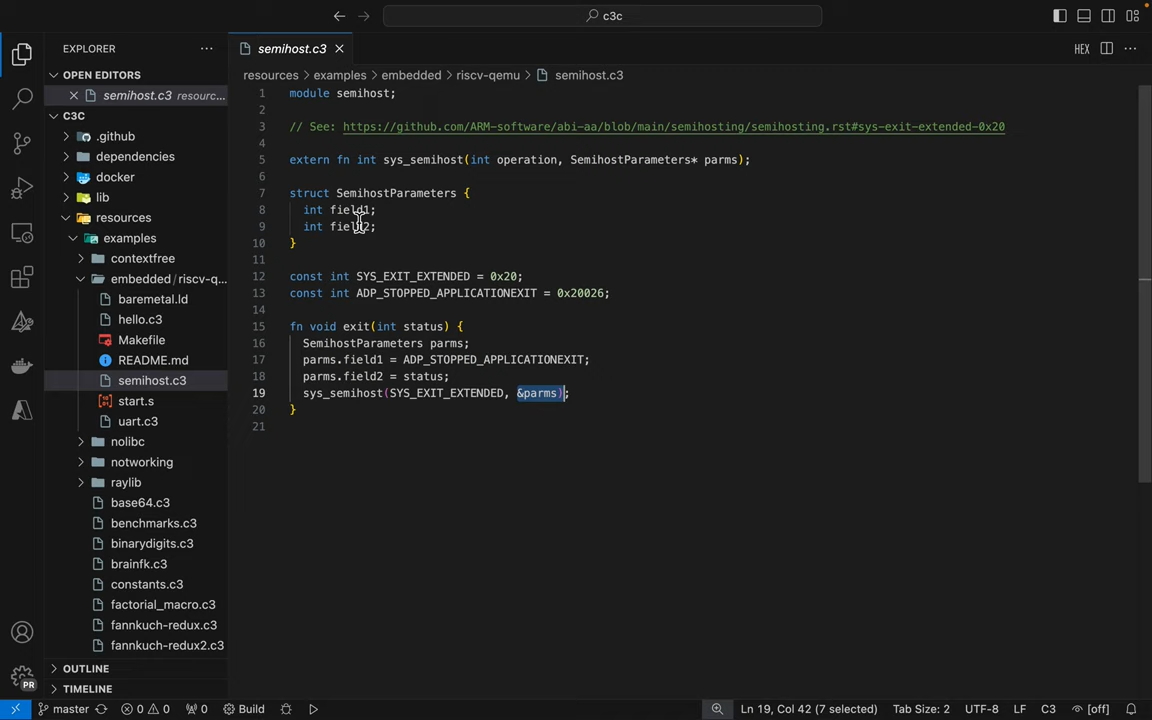 c3c
EXPLORER
semihost.c3
HEX
OPEN EDITORS
semihost.c3 resourc...
C3C
.github
dependencies
docker
lib
resources
examples
contextfree
embedded/riscv-q...
baremetal.ld
hello.c3
Makefile
README.md
semihost.c3
start.s
uart.c3
nolibc
notworking
raylib
base64.c3
benchmarks.c3
binarydigits.c3
brainfk.c3
constants.c3
factorial_macro.c3
fannkuch-redux.c3
fannkuch-redux2.c3
OUTLINE
TIMELINE
resources > examples > embedded > riscv-qemu > semihost.c3
1 module semihost;
2
3 // See: https://github.com/ARM-software/abi-aa/blob/main/semihosting/semihosting.rst#sys-exit-extended-0x20
4
5 extern fn int sys_semihost(int operation, SemihostParameters* parms);
6
7 struct SemihostParameters {
8 int field1;
9 int field2;
10 }
11
12 const int SYS_EXIT_EXTENDED = 0x20;
13 const int ADP_STOPPED_APPLICATIONEXIT = 0x20026;
14
15 fn void exit(int status) {
16 SemihostParameters parms;
17 parms.field1 = ADP_STOPPED_APPLICATIONEXIT;
18 parms.field2 = status;
19 sys_semihost(SYS_EXIT_EXTENDED, &parms);
20 }
21
PR
master 0 0 0 Build Ln 19, Col 42 (7 selected) Tab Size: 2 UTF-8 LF C3 [off]